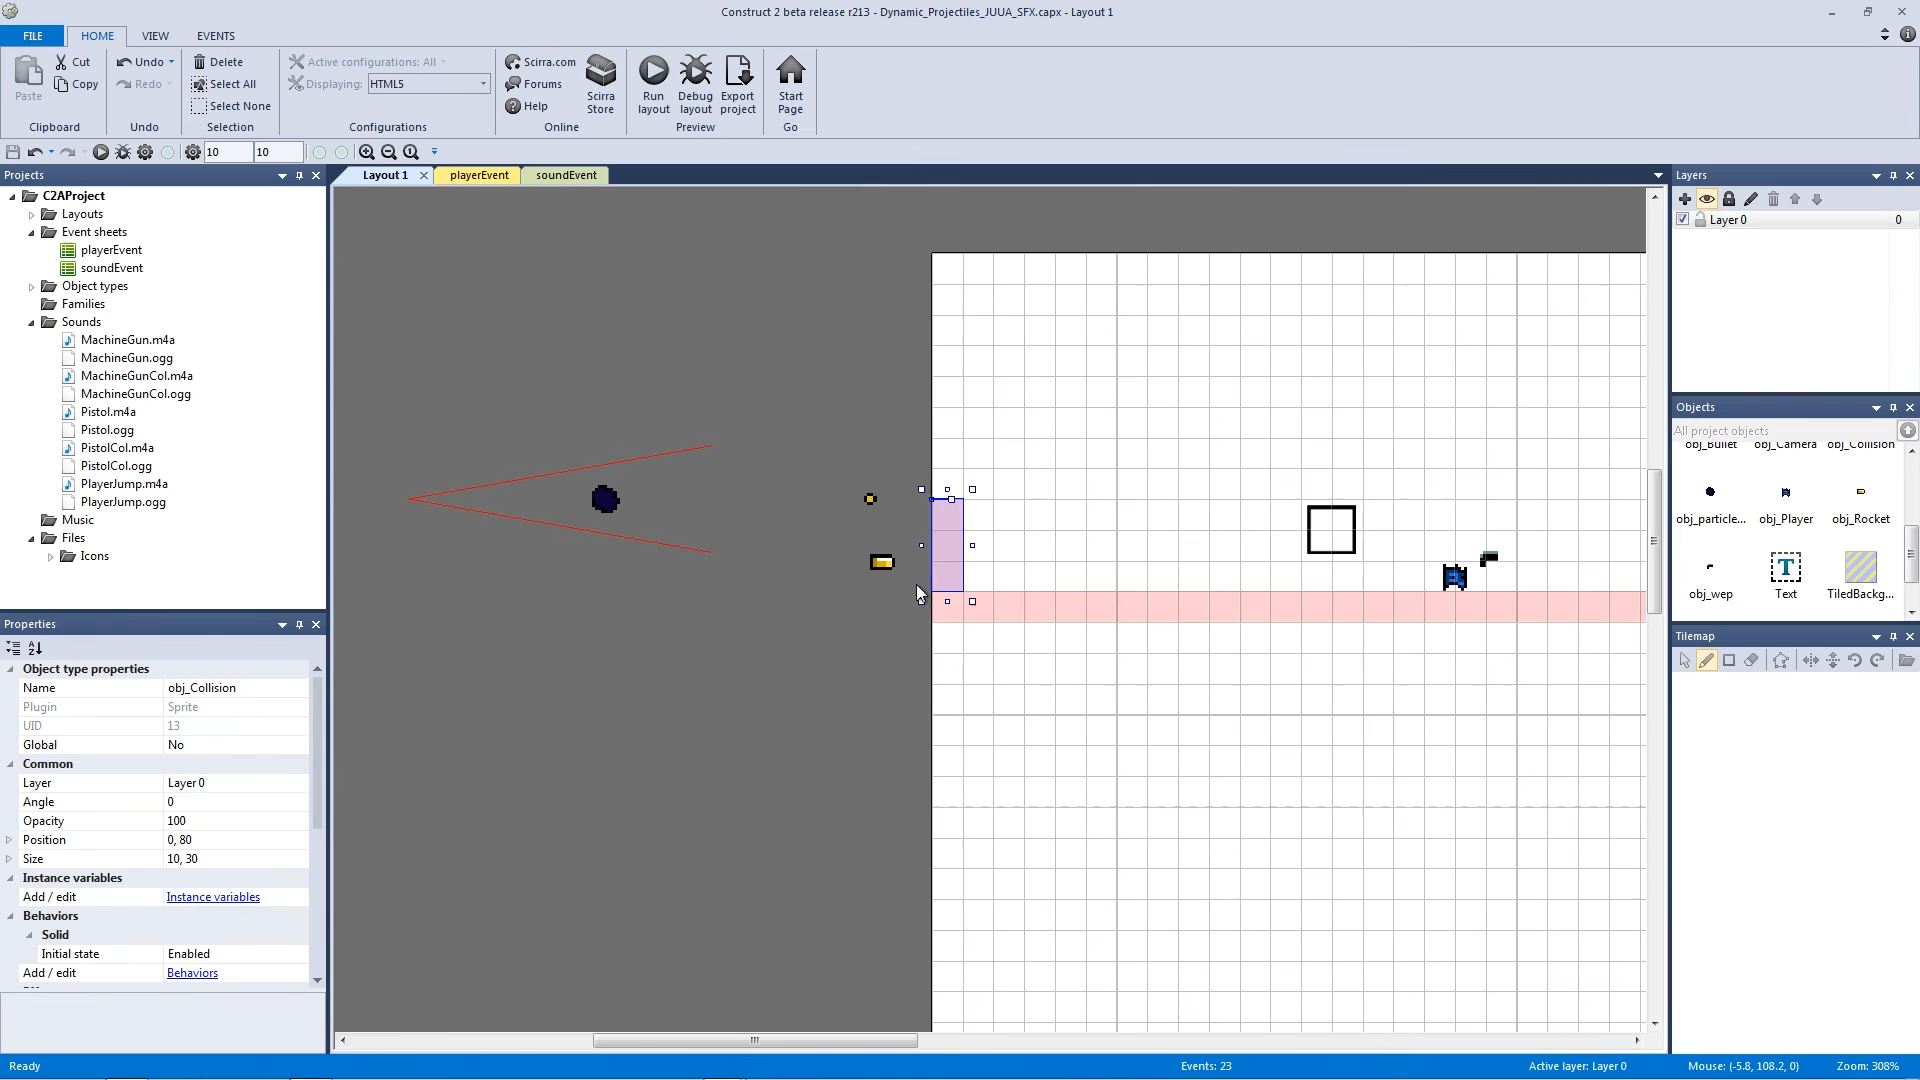 Construct 2 beta release r213 - Dynamic_Projectiles_JUUA_SFX.capx - Layout 1
FILE HOME VIEW EVENTS
Paste
Cut
Copy
Clipboard
Undo
Redo
Undo
Delete
Select All
Select None
Selection
Active configurations: All
Displaying: HTML5
Configurations
Scirra.com
Forums
Help
Scirra Store
Online
Run layout
Debug layout
Export project
Preview
Start Page
Go
10 10
Projects
Layout 1
playerEvent
soundEvent
C2AProject
Layouts
Event sheets
playerEvent
soundEvent
Object types
Families
Sounds
MachineGun.m4a
MachineGun.ogg
MachineGunCol.m4a
MachineGunCol.ogg
Pistol.m4a
Pistol.ogg
PistolCol.m4a
PistolCol.ogg
PlayerJump.m4a
PlayerJump.ogg
Music
Files
Icons
Properties
Object type properties
Name obj_Collision
Plugin Sprite
UID 13
Global No
Common
Layer Layer 0
Angle 0
Opacity 100
Position 0, 80
Size 10, 30
Instance variables
Add / edit Instance variables
Behaviors
Solid
Initial state Enabled
Add / edit Behaviors
Layers
Layer 0 0
Objects
All project objects
obj_Bullet obj_Camera obj_Collision
obj_particle... obj_Player obj_Rocket
T
obj_wep Text TiledBackg...
Tilemap
Ready
Events: 23
Active layer: Layer 0
Mouse: (-5.8, 108.2, 0)
Zoom: 308%